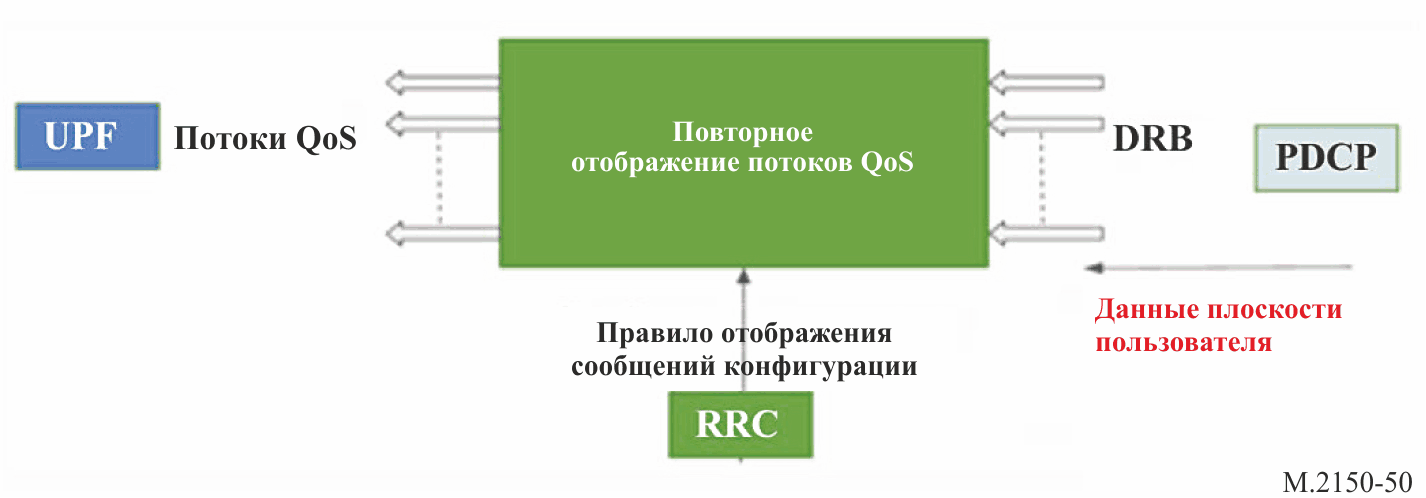 UPF
Потоки QoS
Повторное
отображение потоков QoS
DRB
PDCP
Данные плоскости
пользователя
Правило отображения
сообщений конфигурации
RRC
M.2150-50